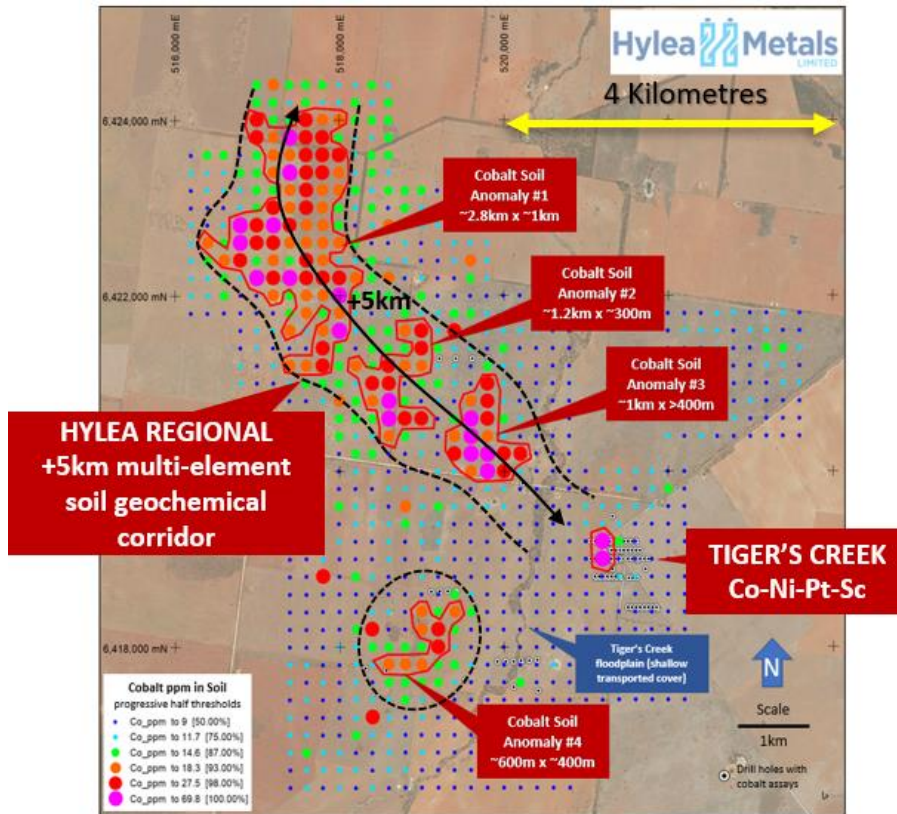 516,000 mE
518,000 mE
520,000 mE
Hylea Metals
LIMITED
4 Kilometres
6,424,000 mN
Cobalt Soil
Anomaly #1
~2.8km x ~1km
6,422,000 mN
+5km
Cobalt Soil
Anomaly #2
~1.2km x ~300m
Cobalt Soil
Anomaly #3
~1km x >400m
HYLEA REGIONAL
+5km multi-element
soil geochemical
corridor
TIGER'S CREEK
Co-Ni-Pt-Sc
6,418,000 mN
Tiger's Creek
floodplain (shallow
transported cover)
N
Cobalt ppm in Soil
progressive half thresholds
Co_ppm to 9 [50.00%]
Co_ppm to 11.7 [75.00%]
Co_ppm to 14.6 [87.00%]
Co_ppm to 18.3 [93.00%]
Co_ppm to 27.5 [98.00%]
Co_ppm to 69.8 [100.00%]
Cobalt Soil
Anomaly #4
~600m x ~400m
Scale
1km
Drill holes with
cobalt assays